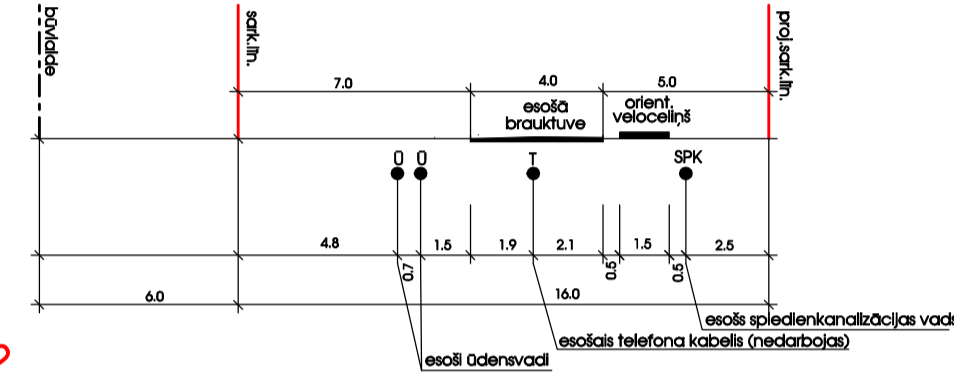 būvlaide
sark.līn.
proj.sark.līn.
7.0
4.0
5.0
esošā
brauktuve
orient.
veloceliņš
Ū
Ū
T
SPK
4.8
0.7
1.5
1.9
2.1
0.5
1.5
0.5
2.5
6.0
16.0
esošs spiedienkanalizācijas vads
esošais telefona kabelis (nedarbojas)
esoši ūdensvadi